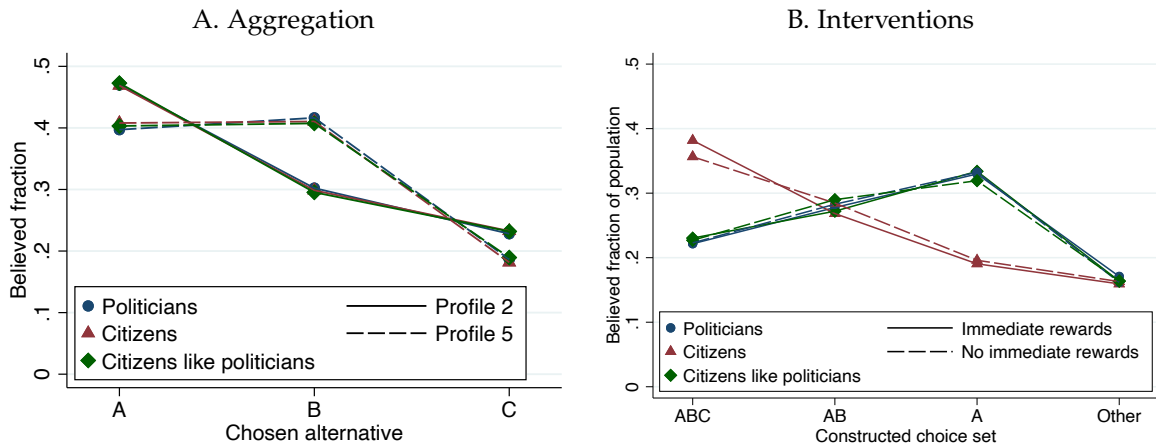 A. Aggregation
Believed fraction
.5
.4
.3
.2
.1
0
Politicians
Citizens
Citizens like politicians
Profile 2
Profile 5
A B C
Chosen alternative
B. Interventions
Believed fraction of population
.5
.4
.3
.2
.1
0
Politicians
Citizens
Citizens like politicians
Immediate rewards
No immediate rewards
ABC AB A Other
Constructed choice set